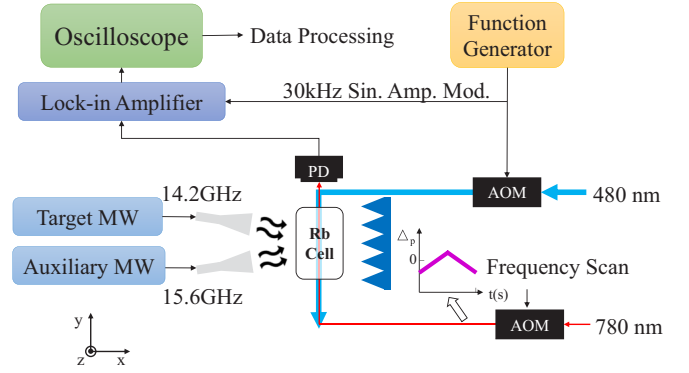 Oscilloscope
Data Processing
Function
Generator
Lock-in Amplifier
30kHz Sin. Amp. Mod.
PD
14.2GHz
AOM
480 nm
Target MW
Rb
Cell
Δp
0
Auxiliary MW
Frequency Scan
15.6GHz
t(s)
AOM
780 nm
y
z
x